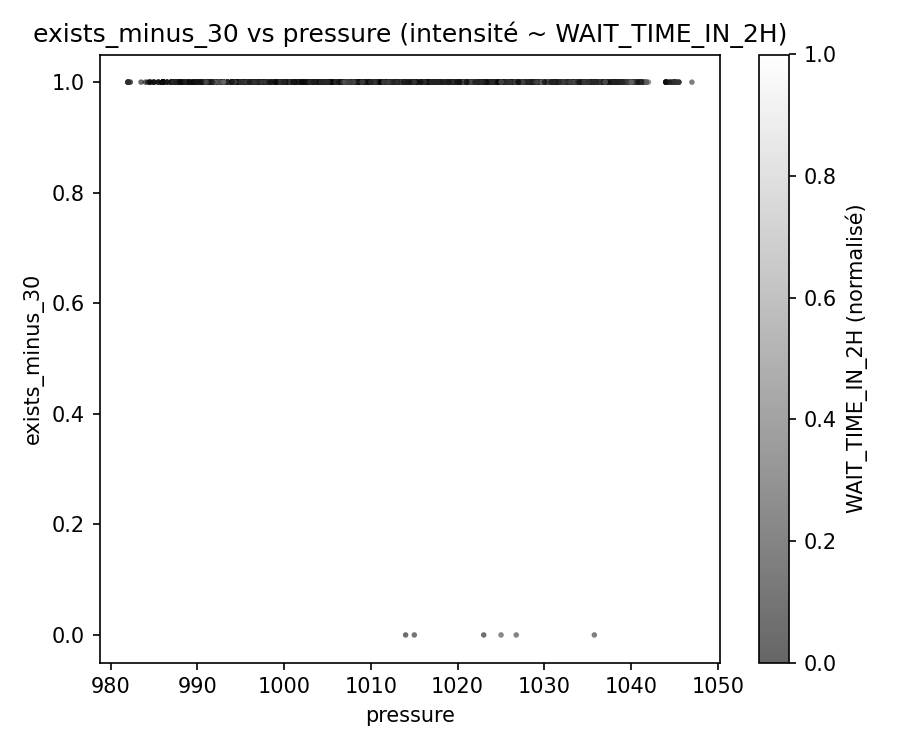 exists_minus_30 vs pressure (intensité ~ WAIT_TIME_IN_2H)
1.0
0.8
0.6
0.4
0.2
0.0
exists_minus_30
980 990 1000 1010 1020 1030 1040 1050
pressure
1.0
0.8
0.6
0.4
0.2
0.0
WAIT_TIME_IN_2H (normalisé)